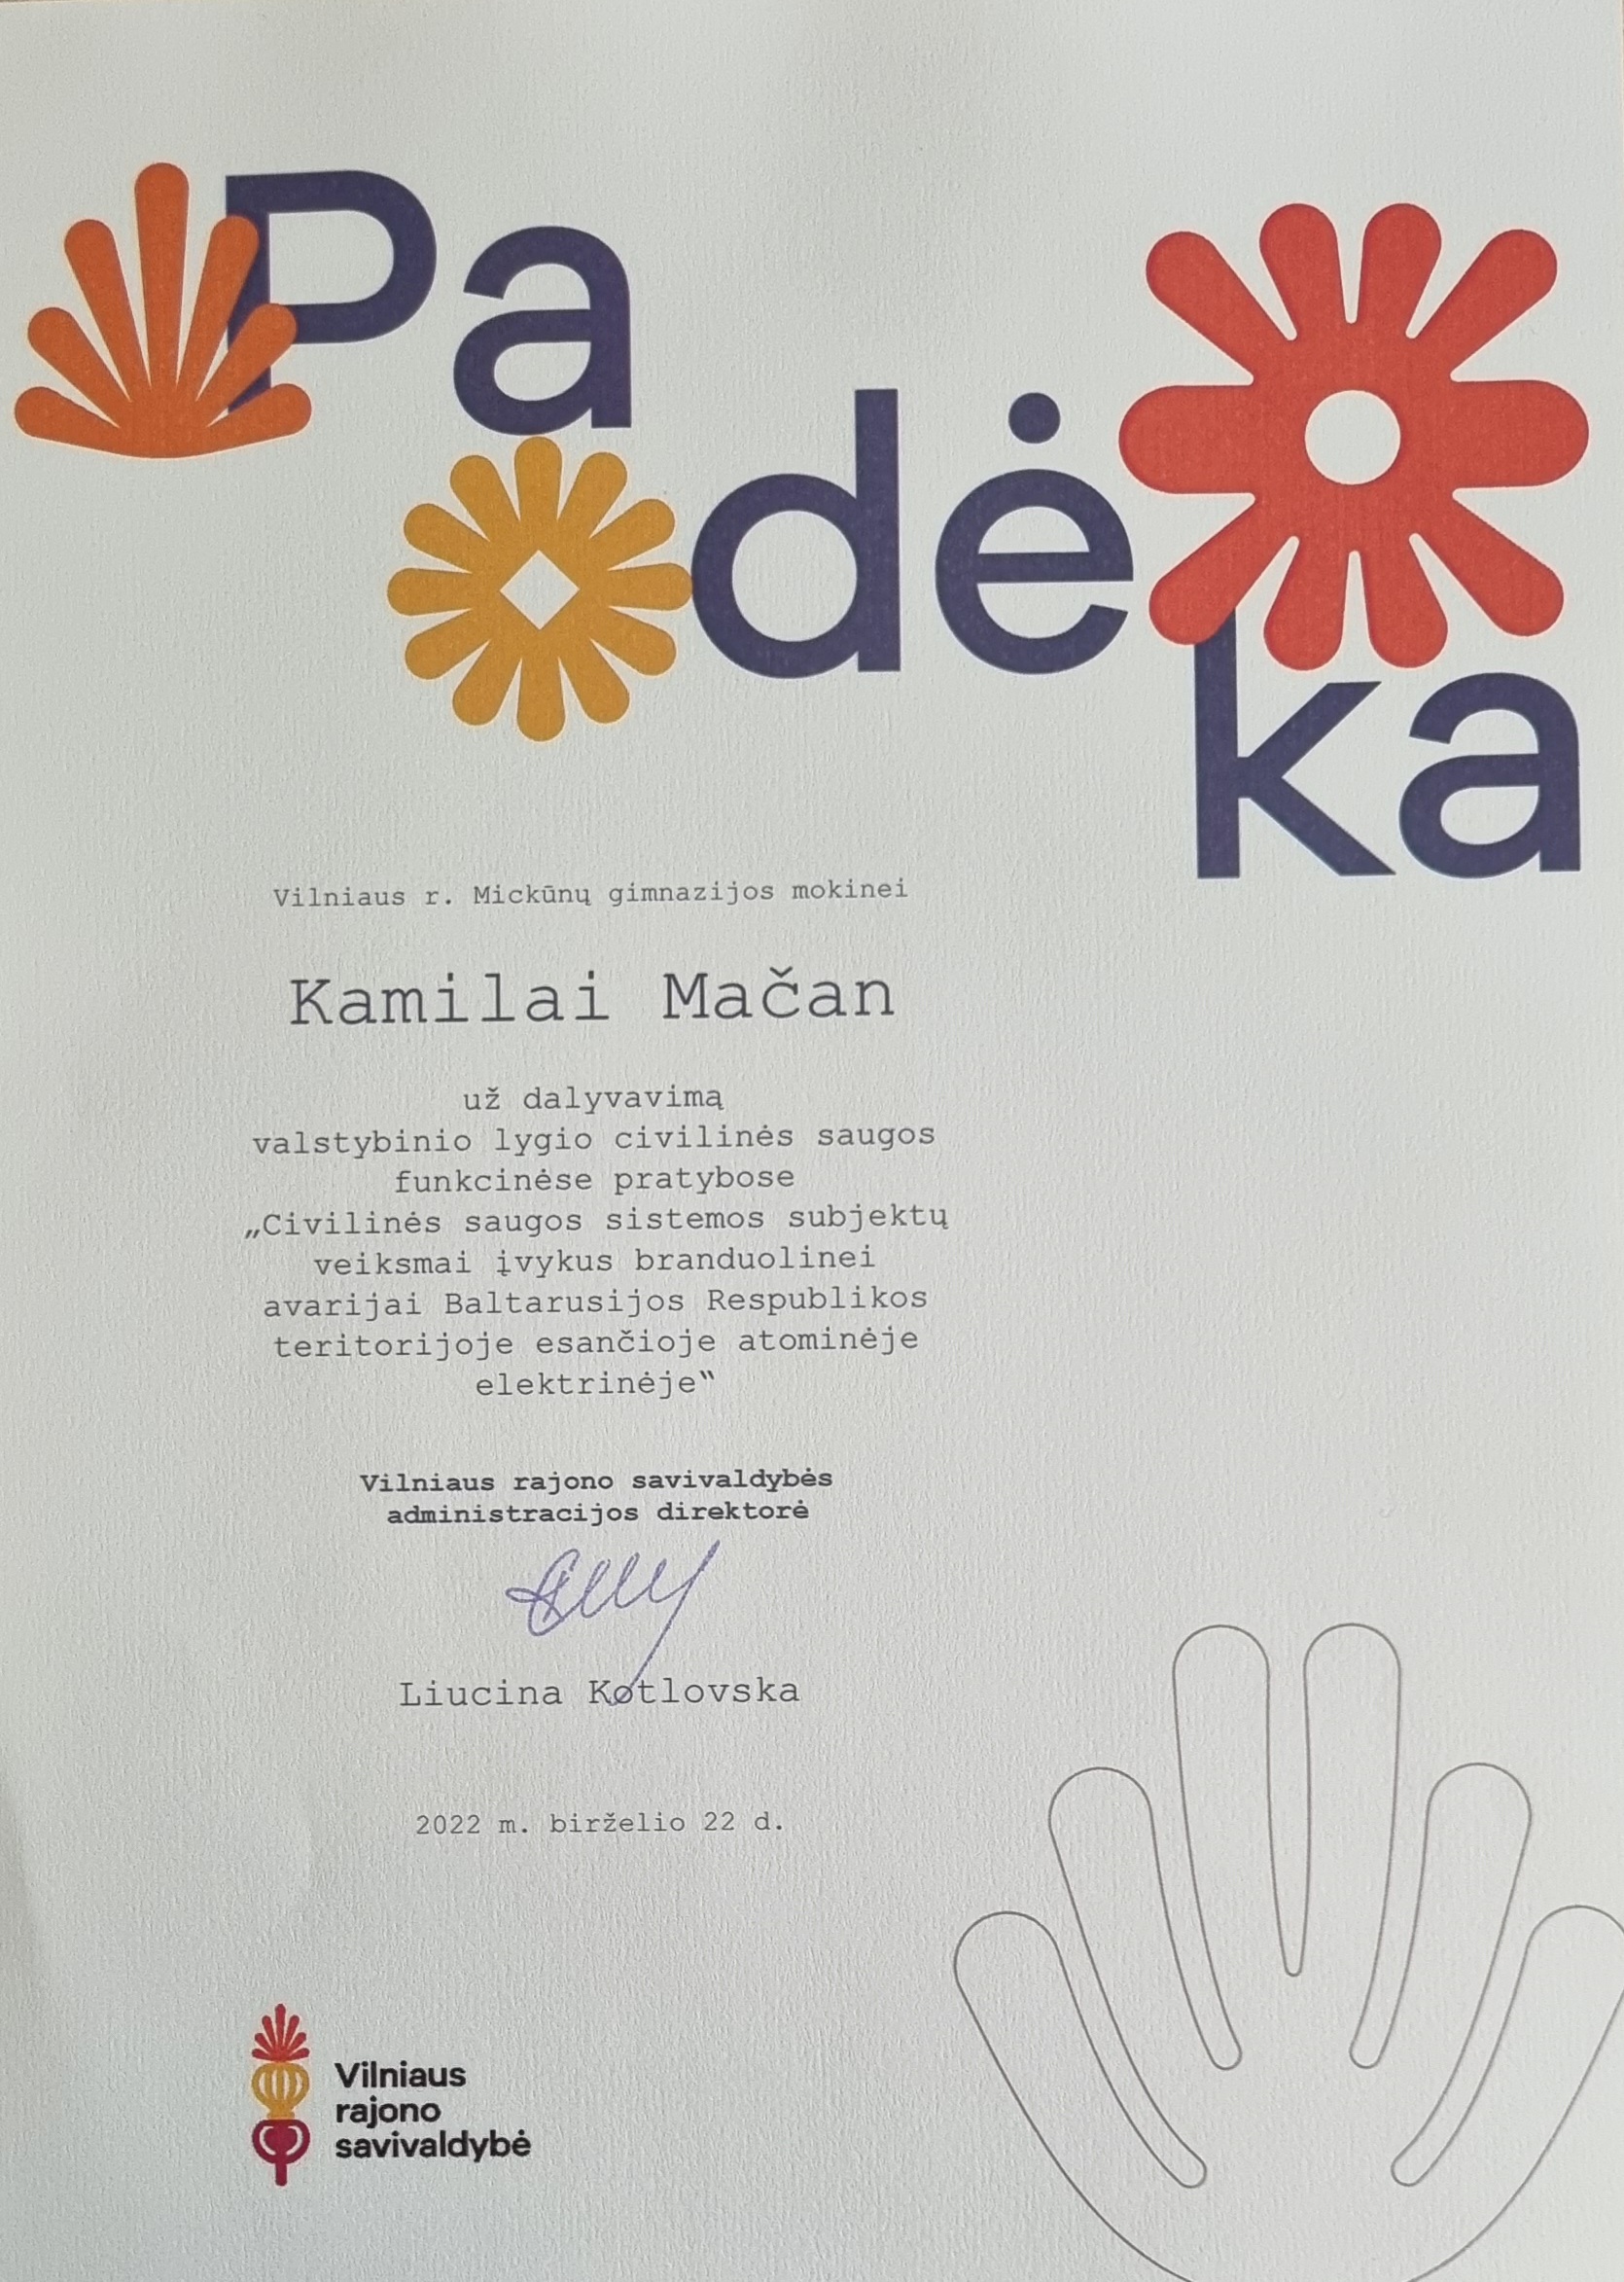 Pa
dė
ka
Vilniaus r. Mickūnų gimnazijos mokinei
Kamilai Mačan
už dalyvavimą
valstybinio lygio civilinės saugos
funkcinėse pratybose
„Civilinės saugos sistemos subjektų
veiksmai įvykus branduolinei
avarijai Baltarusijos Respublikos
teritorijoje esančioje atominėje
elektrinėje“
Vilniaus rajono savivaldybės
administracijos direktorė
Liucina Kotlovska
2022 m. birželio 22 d.
Vilniaus
rajono
savivaldybė